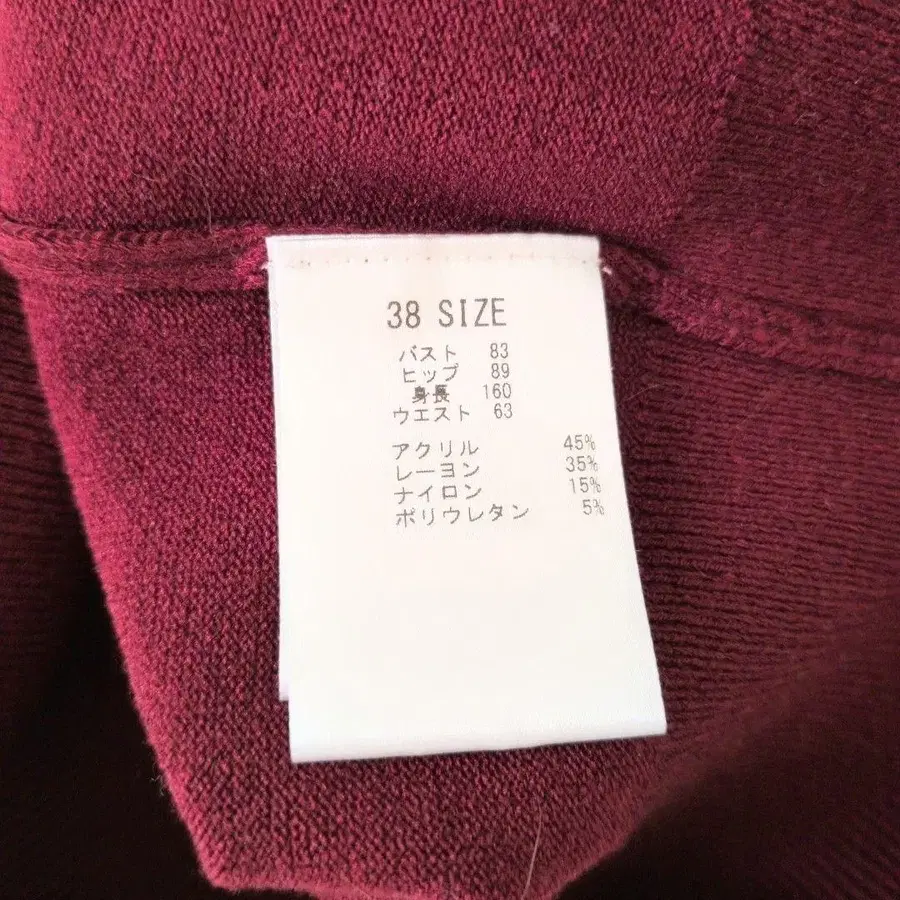 38 SIZE
バスト 83
ヒップ 89
身長 160
ウエスト 63
アクリル 45%
レーヨン 35%
ナイロン 15%
ポリウレタン 5%